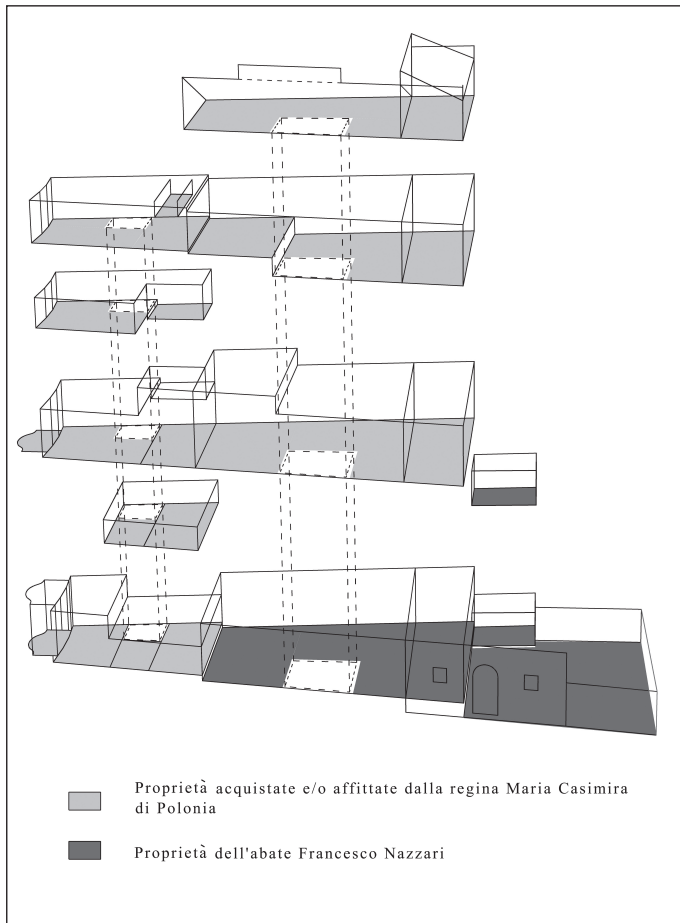 Proprietà acquistate e/o affittate dalla regina Maria Casimira
di Polonia
Proprietà dell'abate Francesco Nazzari